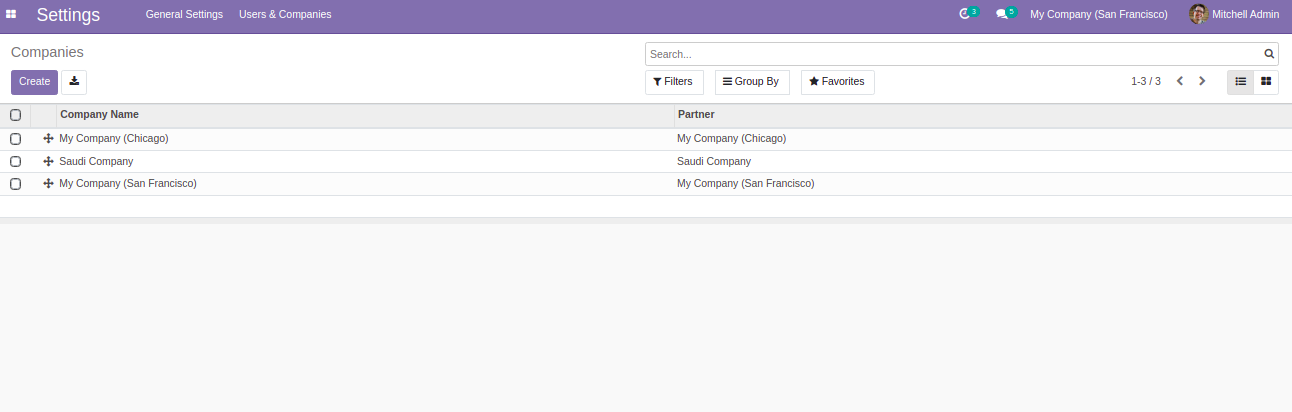 Settings General Settings Users & Companies 3 5 My Company (San Francisco) Mitchell Admin
Companies Search...
Create Filters Group By Favorites 1-3 / 3
Company Name Partner
My Company (Chicago) My Company (Chicago)
Saudi Company Saudi Company
My Company (San Francisco) My Company (San Francisco)